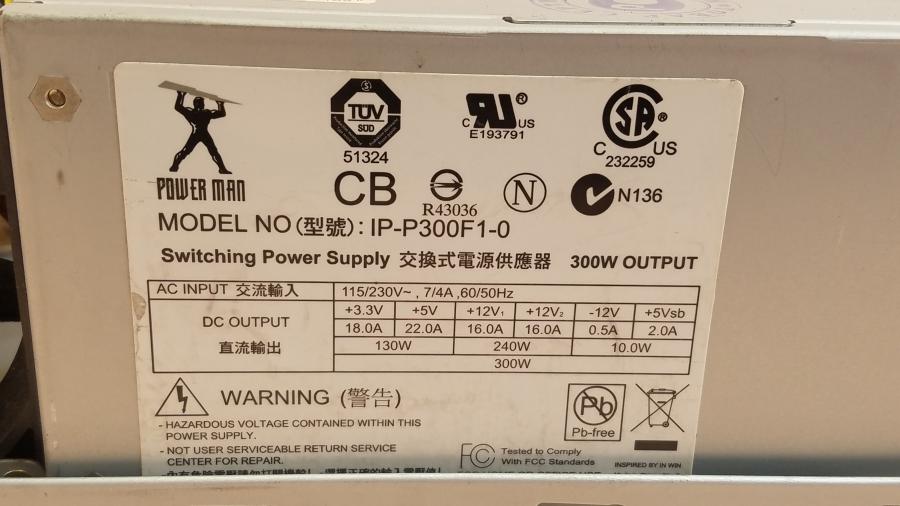 TÜV
SÜD
51324
c RU ® US
E193791
CSA ®
C US
232259
POWER MAN
CB
R43036
N
N136
MODEL NO (型號): IP-P300F1-0
Switching Power Supply 交換式電源供應器 300W OUTPUT
AC INPUT 交流輸入 115/230V~ , 7/4A ,60/50Hz
DC OUTPUT 直流輸出
+3.3V +5V +12V₁ +12V₂ -12V +5Vsb
18.0A 22.0A 16.0A 16.0A 0.5A 2.0A
130W 240W 10.0W
300W
WARNING (警告)
- HAZARDOUS VOLTAGE CONTAINED WITHIN THIS
POWER SUPPLY.
- NOT USER SERVICEABLE RETURN SERVICE
CENTER FOR REPAIR.
Pb
Pb-free
FC Tested to Comply
With FCC Standards
INSPIRED BY IN WIN